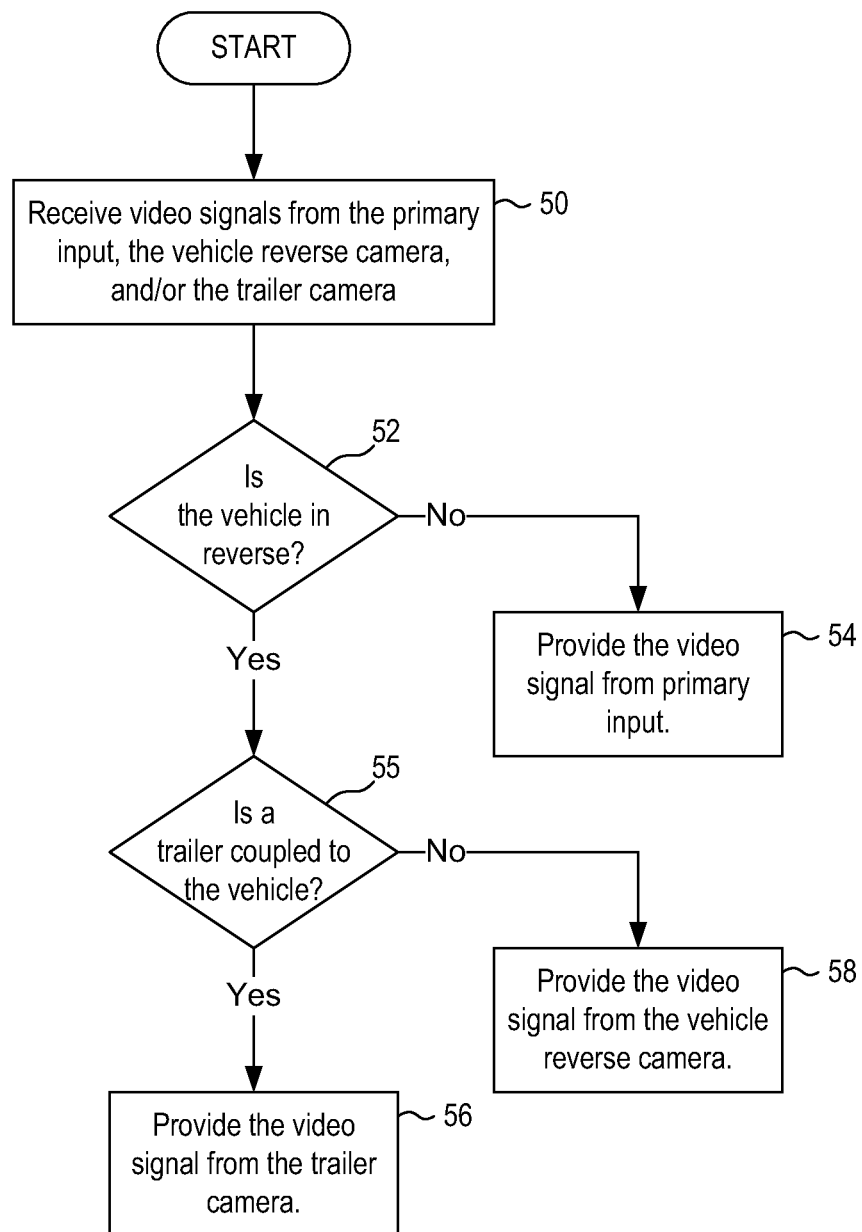 START
Receive video signals from the primary
input, the vehicle reverse camera,
and/or the trailer camera
50
52
Is
the vehicle in
reverse?
No
Yes
Provide the video
signal from primary
input.
54
55
Is a
trailer coupled to
the vehicle?
No
Yes
Provide the video
signal from the vehicle
reverse camera.
58
Provide the video
signal from the trailer
camera.
56